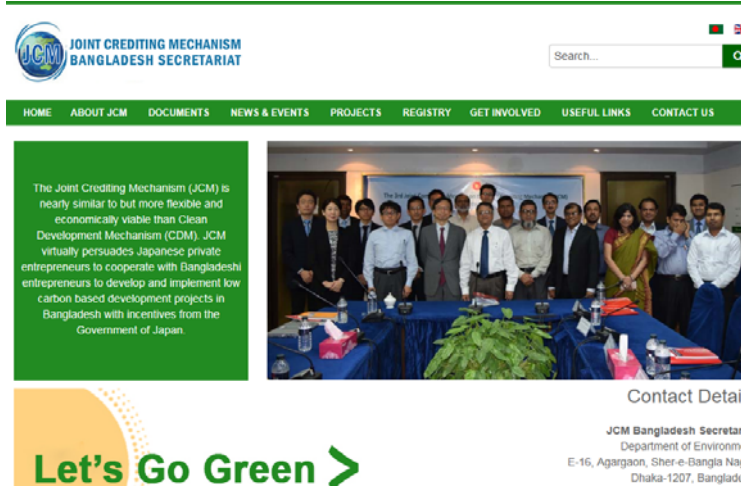 JCM
JOINT CREDITING MECHANISM
BANGLADESH SECRETARIAT
Search...
HOME ABOUT JCM DOCUMENTS NEWS & EVENTS PROJECTS REGISTRY GET INVOLVED USEFUL LINKS CONTACT US
The Joint Crediting Mechanism (JCM) is
nearly similar to but more flexible and
economically viable than Clean
Development Mechanism (CDM). JCM
virtually persuades Japanese private
entrepreneurs to cooperate with Bangladeshi
entrepreneurs to develop and implement low
carbon based development projects in
Bangladesh with incentives from the
Government of Japan.
The 3rd Joint
Contact Detai
JCM Bangladesh Secretar
Department of Environm
E-16, Agargaon, Sher-e-Bangla Nag
Dhaka-1207, Banglade
Let's Go Green >